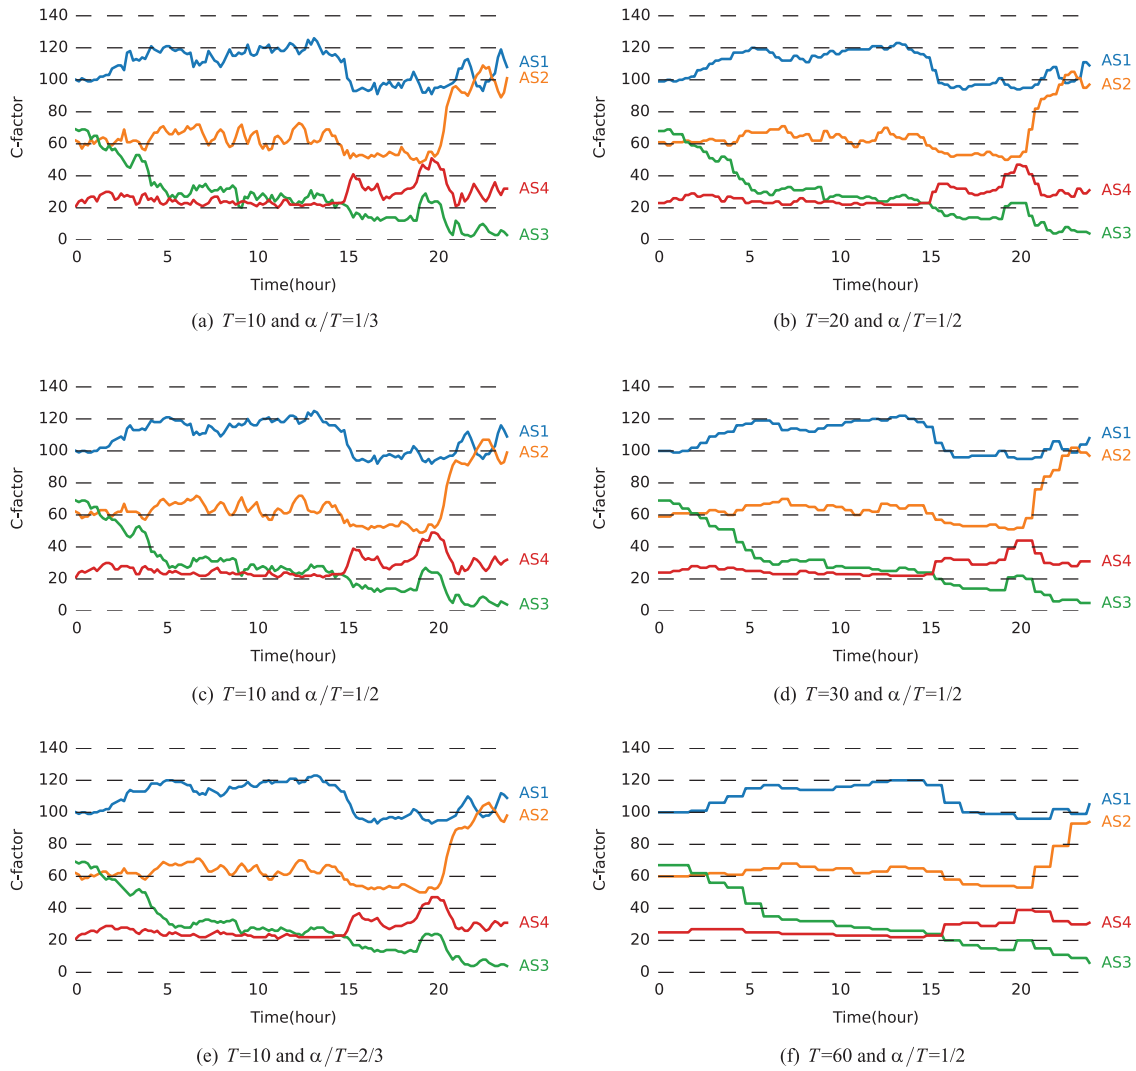 140
120
100
80
60
40
20
0
C-factor
0 5 10 15 20
Time(hour)
AS1
AS2
AS4
AS3
(a) T=10 and α/T=1/3
140
120
100
80
60
40
20
0
C-factor
0 5 10 15 20
Time(hour)
AS1
AS2
AS4
AS3
(b) T=20 and α/T=1/2
140
120
100
80
60
40
20
0
C-factor
0 5 10 15 20
Time(hour)
AS1
AS2
AS4
AS3
(c) T=10 and α/T=1/2
140
120
100
80
60
40
20
0
C-factor
0 5 10 15 20
Time(hour)
AS1
AS2
AS4
AS3
(d) T=30 and α/T=1/2
140
120
100
80
60
40
20
0
C-factor
0 5 10 15 20
Time(hour)
AS1
AS2
AS4
AS3
(e) T=10 and α/T=2/3
140
120
100
80
60
40
20
0
C-factor
0 5 10 15 20
Time(hour)
AS1
AS2
AS4
AS3
(f) T=60 and α/T=1/2